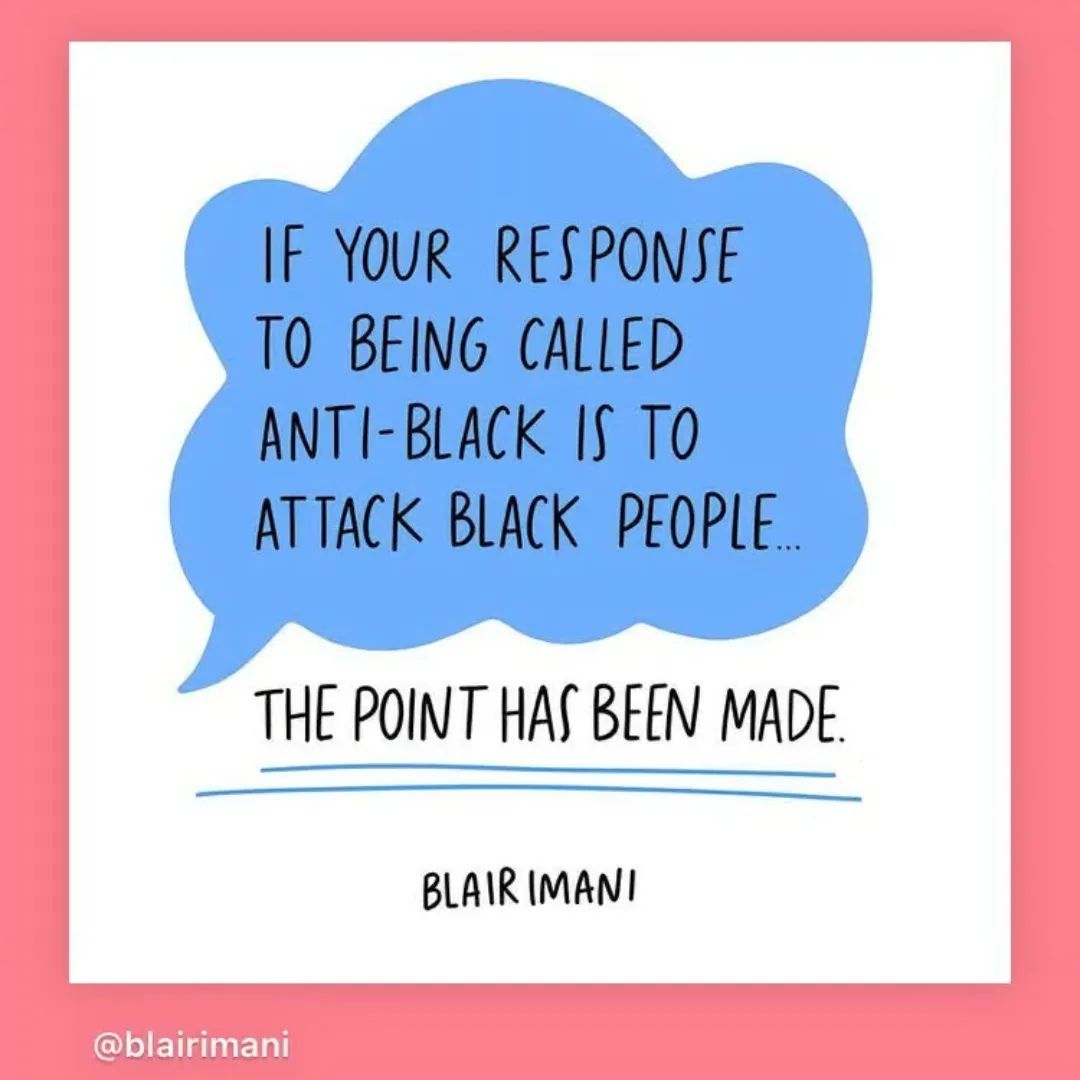 IF YOUR RESPONSE
TO BEING CALLED
ANTI-BLACK IS TO
ATTACK BLACK PEOPLE...
THE POINT HAS BEEN MADE.
BLAIR IMANI
@blairimani